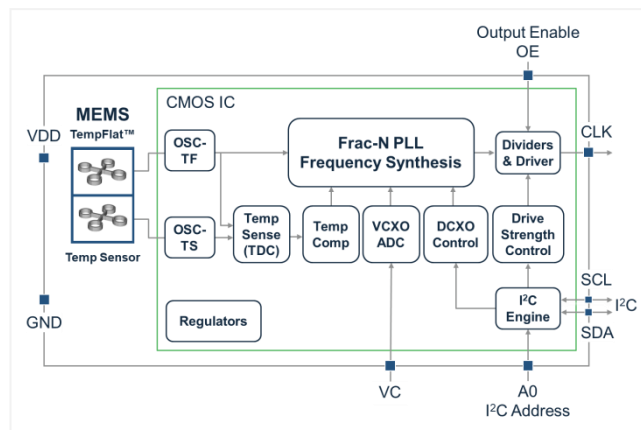 Output Enable
OE
CMOS IC
MEMS
TempFlat™
VDD
OSC-
TF
Frac-N PLL
Frequency Synthesis
Dividers
& Driver
CLK
OSC-
TS
Temp
Sense
(TDC)
Temp
Comp
VCXO
ADC
DCXO
Control
Drive
Strength
Control
Temp Sensor
SCL
I²C
SDA
I²C
Engine
GND
Regulators
VC
A0
I²C Address